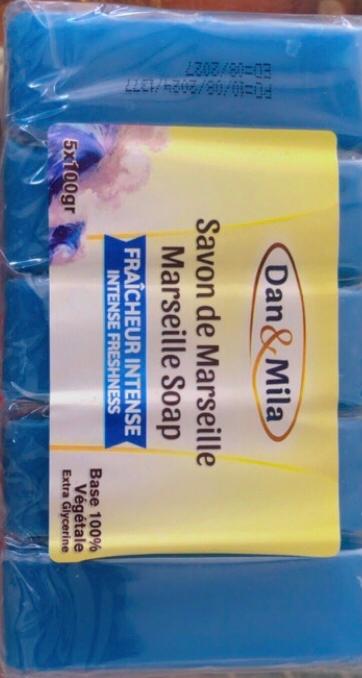 Dan & Mila
Savon de Marseille
Marseille Soap
FRAÎCHEUR INTENSE
INTENSE FRESHNESS
5x100gr
Base 100%
Végétale
Extra Glycerine